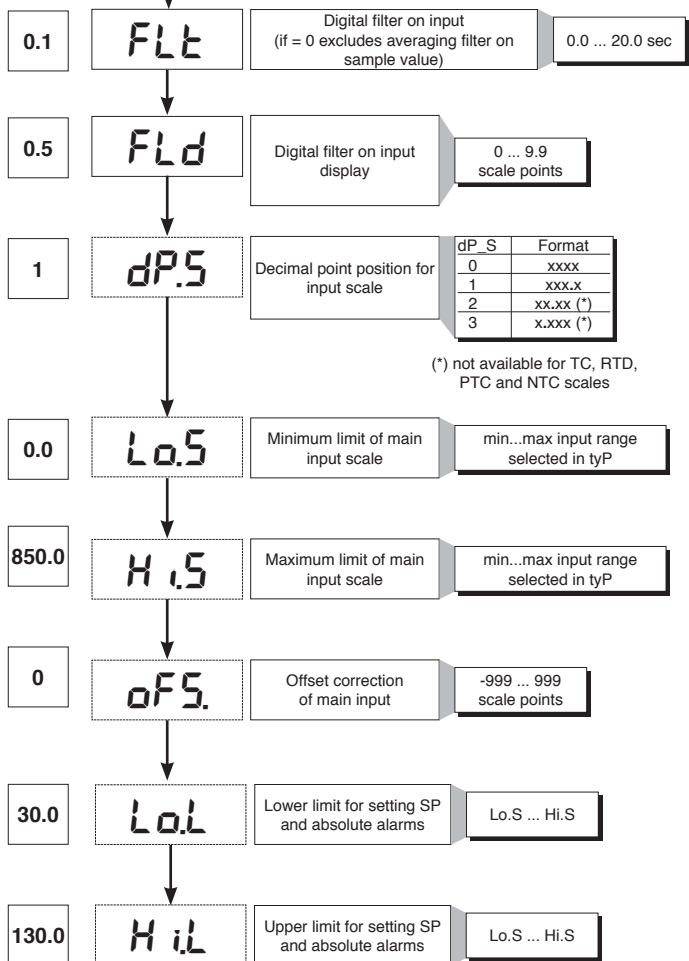 0.1
FLt
Digital filter on input
(if = 0 excludes averaging filter on
sample value)
0.0 ... 20.0 sec
0.5
FLd
Digital filter on input
display
0 ... 9.9
scale points
1
dP.S
Decimal point position for
input scale
dP_S Format
0 xxxx
1 xxx.x
2 xx.xx (*)
3 x.xxx (*)
(*) not available for TC, RTD,
PTC and NTC scales
0.0
Lo.S
Minimum limit of main
input scale
min...max input range
selected in tyP
850.0
Hi.S
Maximum limit of main
input scale
min...max input range
selected in tyP
0
oFS.
Offset correction
of main input
-999 ... 999
scale points
30.0
Lo.L
Lower limit for setting SP
and absolute alarms
Lo.S ... Hi.S
130.0
Hi.L
Upper limit for setting SP
and absolute alarms
Lo.S ... Hi.S